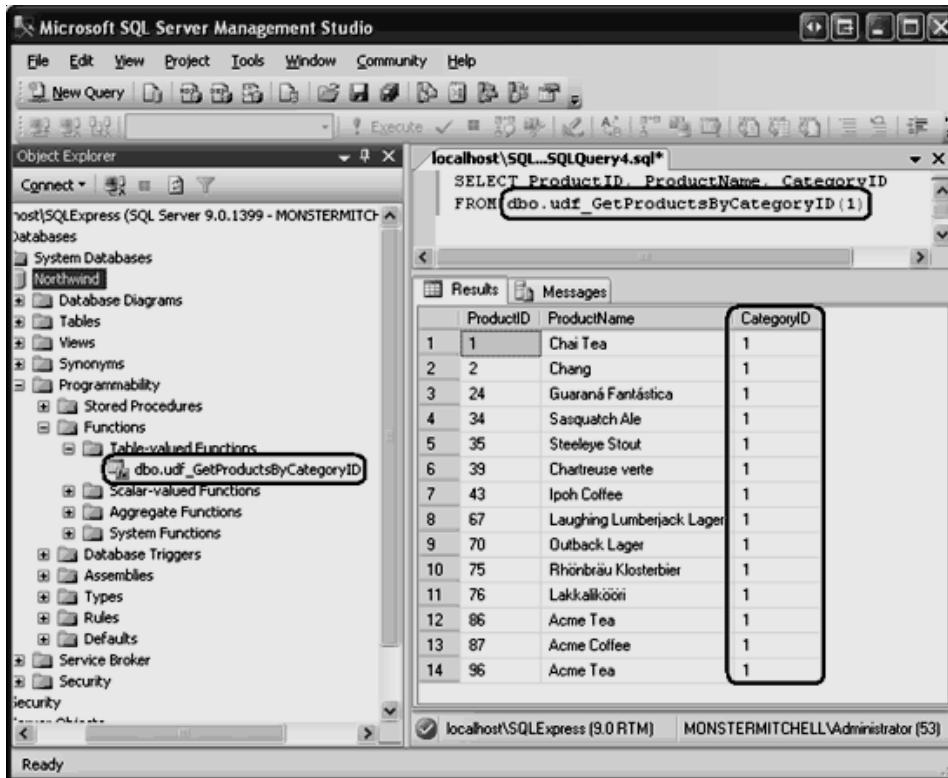 Microsoft SQL Server Management Studio
File Edit View Project Tools Window Community Help
New Query
Execute
Object Explorer
Connect
host\SQLExpress (SQL Server 9.0.1399 - MONSTERMITCH
Databases
System Databases
Northwind
Database Diagrams
Tables
Views
Synonyms
Programmability
Stored Procedures
Functions
Table-valued Functions
dbo.udf_GetProductsByCategoryID
Scalar-valued Functions
Aggregate Functions
System Functions
Database Triggers
Assemblies
Types
Rules
Defaults
Service Broker
Security
Security
localhost\SQL...SQLQuery4.sql*
SELECT ProductID, ProductName, CategoryID
FROM dbo.udf_GetProductsByCategoryID(1)
Results Messages
ProductID ProductName CategoryID
1 1 Chai Tea 1
2 2 Chang 1
3 24 Guaraná Fantástica 1
4 34 Sasquatch Ale 1
5 35 Steeleye Stout 1
6 39 Chartreuse verte 1
7 43 Ipoh Coffee 1
8 67 Laughing Lumberjack Lager 1
9 70 Outback Lager 1
10 75 Rhönbräu Klosterbier 1
11 76 Lakkalikööri 1
12 86 Acme Tea 1
13 87 Acme Coffee 1
14 96 Acme Tea 1
localhost\SQLExpress (9.0 RTM) MONSTERMITCHELL\Administrator (53)
Ready